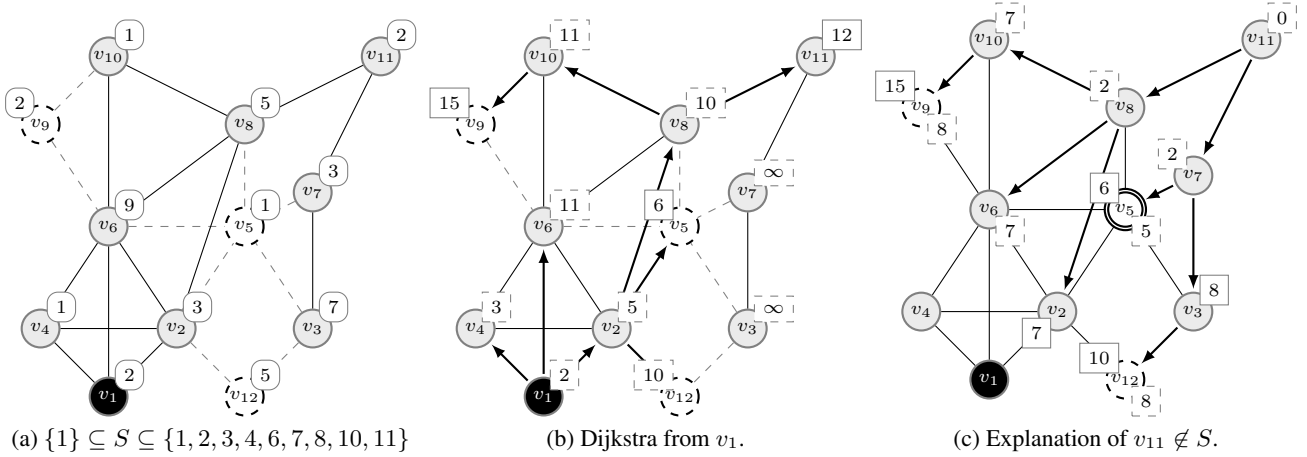 1
v10
2
v11
2
v9
5
v8
3
v7
9
v6
1
v5
1
v4
3
v2
7
v3
2
v1
5
v12
(a) {1} ⊆ S ⊆ {1, 2, 3, 4, 6, 7, 8, 10, 11}
11
v10
12
v11
15
v9
10
v8
∞
v7
11
v6
6
v5
3
v4
5
v2
∞
v3
2
v1
10
v12
(b) Dijkstra from v1.
7
v10
0
v11
15
v9
8
2
v8
2
v7
v6
7
6
v5
5
v4
v2
7
8
v3
v1
10
v12
8
(c) Explanation of v11 ∉ S.